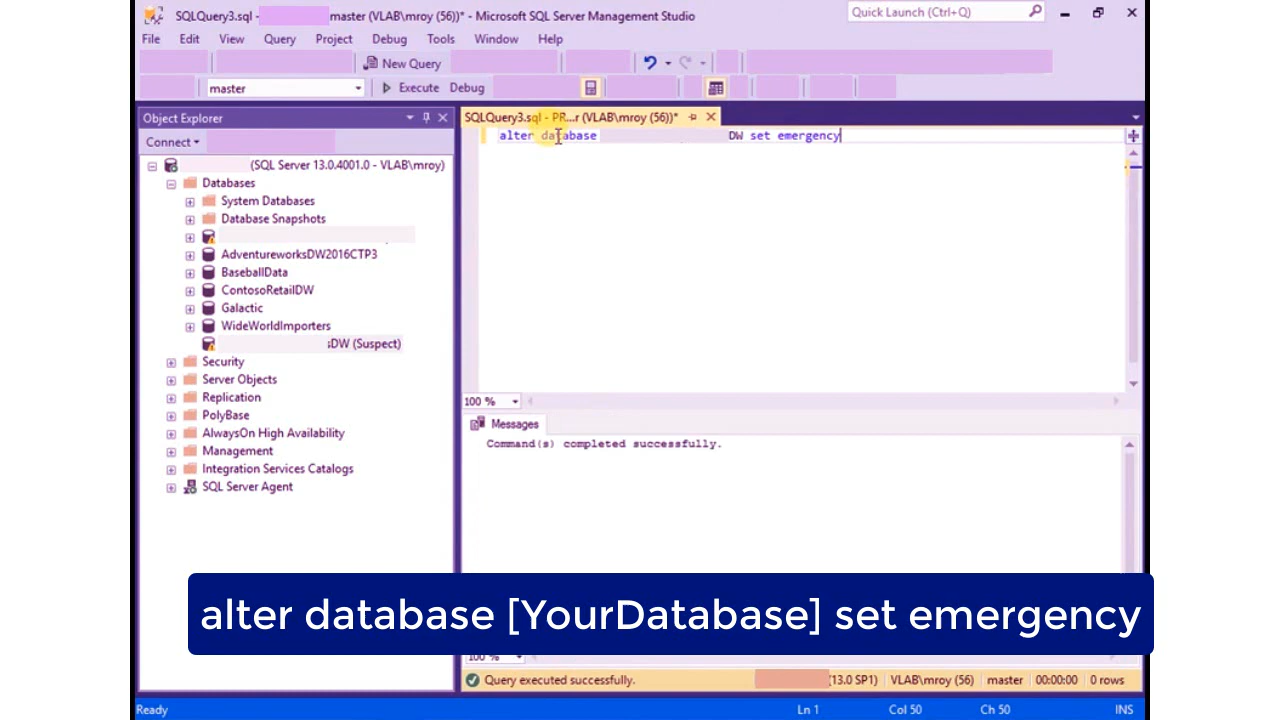 SQLQuery3.sql - master (VLAB\mroy (56))* - Microsoft SQL Server Management Studio
Quick Launch (Ctrl+Q)
File Edit View Query Project Debug Tools Window Help
New Query
master Execute Debug
Object Explorer
SQLQuery3.sql - PR...r (VLAB\mroy (56))*
Connect
alter database DW set emergency
(SQL Server 13.0.4001.0 - VLAB\mroy)
Databases
System Databases
Database Snapshots
AdventureworksDW2016CTP3
BaseballData
ContosoRetailDW
Galactic
WideWorldImporters
DW (Suspect)
Security
Server Objects
Replication
PolyBase
AlwaysOn High Availability
Management
Integration Services Catalogs
SQL Server Agent
100 %
Messages
Command(s) completed successfully.
alter database [YourDatabase] set emergency
100 %
Query executed successfully. (13.0 SP1) VLAB\mroy (56) master 00:00:00 0 rows
Ready Ln 1 Col 50 Ch 50 INS